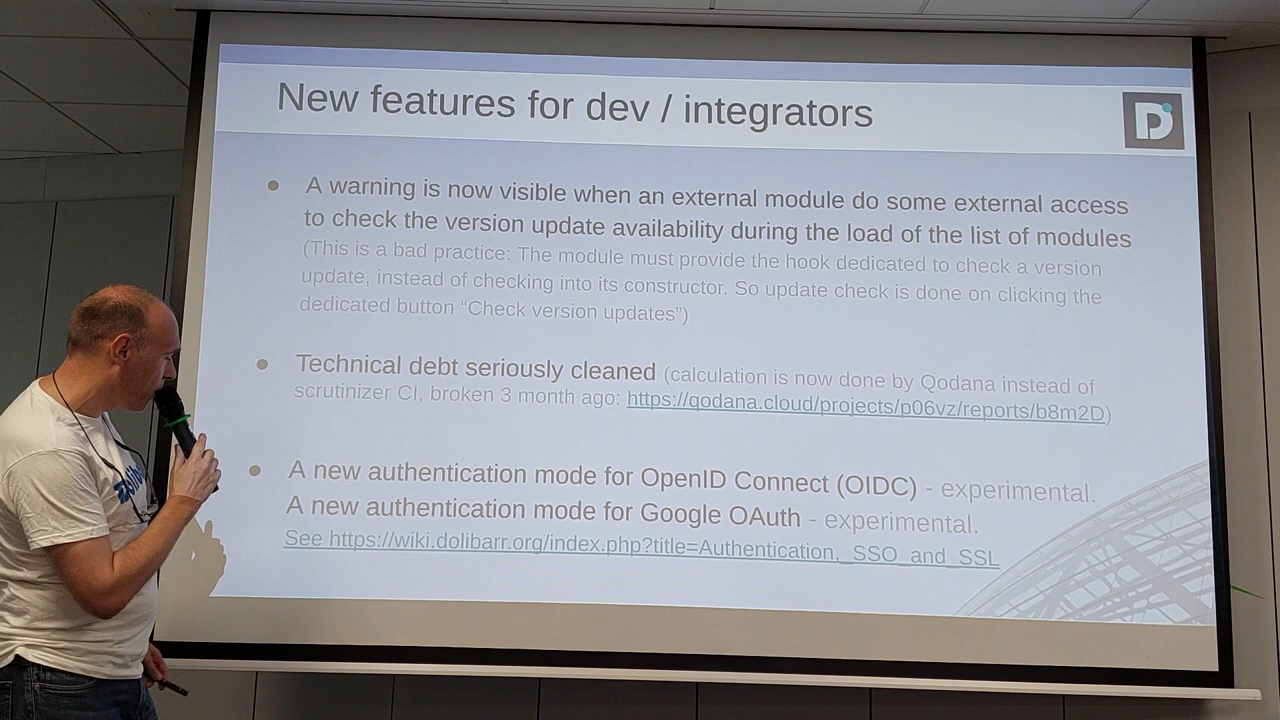 New features for dev / integrators
D
● A warning is now visible when an external module do some external access
to check the version update availability during the load of the list of modules
(This is a bad practice: The module must provide the hook dedicated to check a version
update, instead of checking into its constructor. So update check is done on clicking the
dedicated button “Check version updates”)
● Technical debt seriously cleaned (calculation is now done by Qodana instead of
scrutinizer CI, broken 3 month ago: https://qodana.cloud/projects/p06vz/reports/b8m2D)
● A new authentication mode for OpenID Connect (OIDC) - experimental.
A new authentication mode for Google OAuth - experimental.
See https://wiki.dolibarr.org/index.php?title=Authentication,_SSO_and_SSL